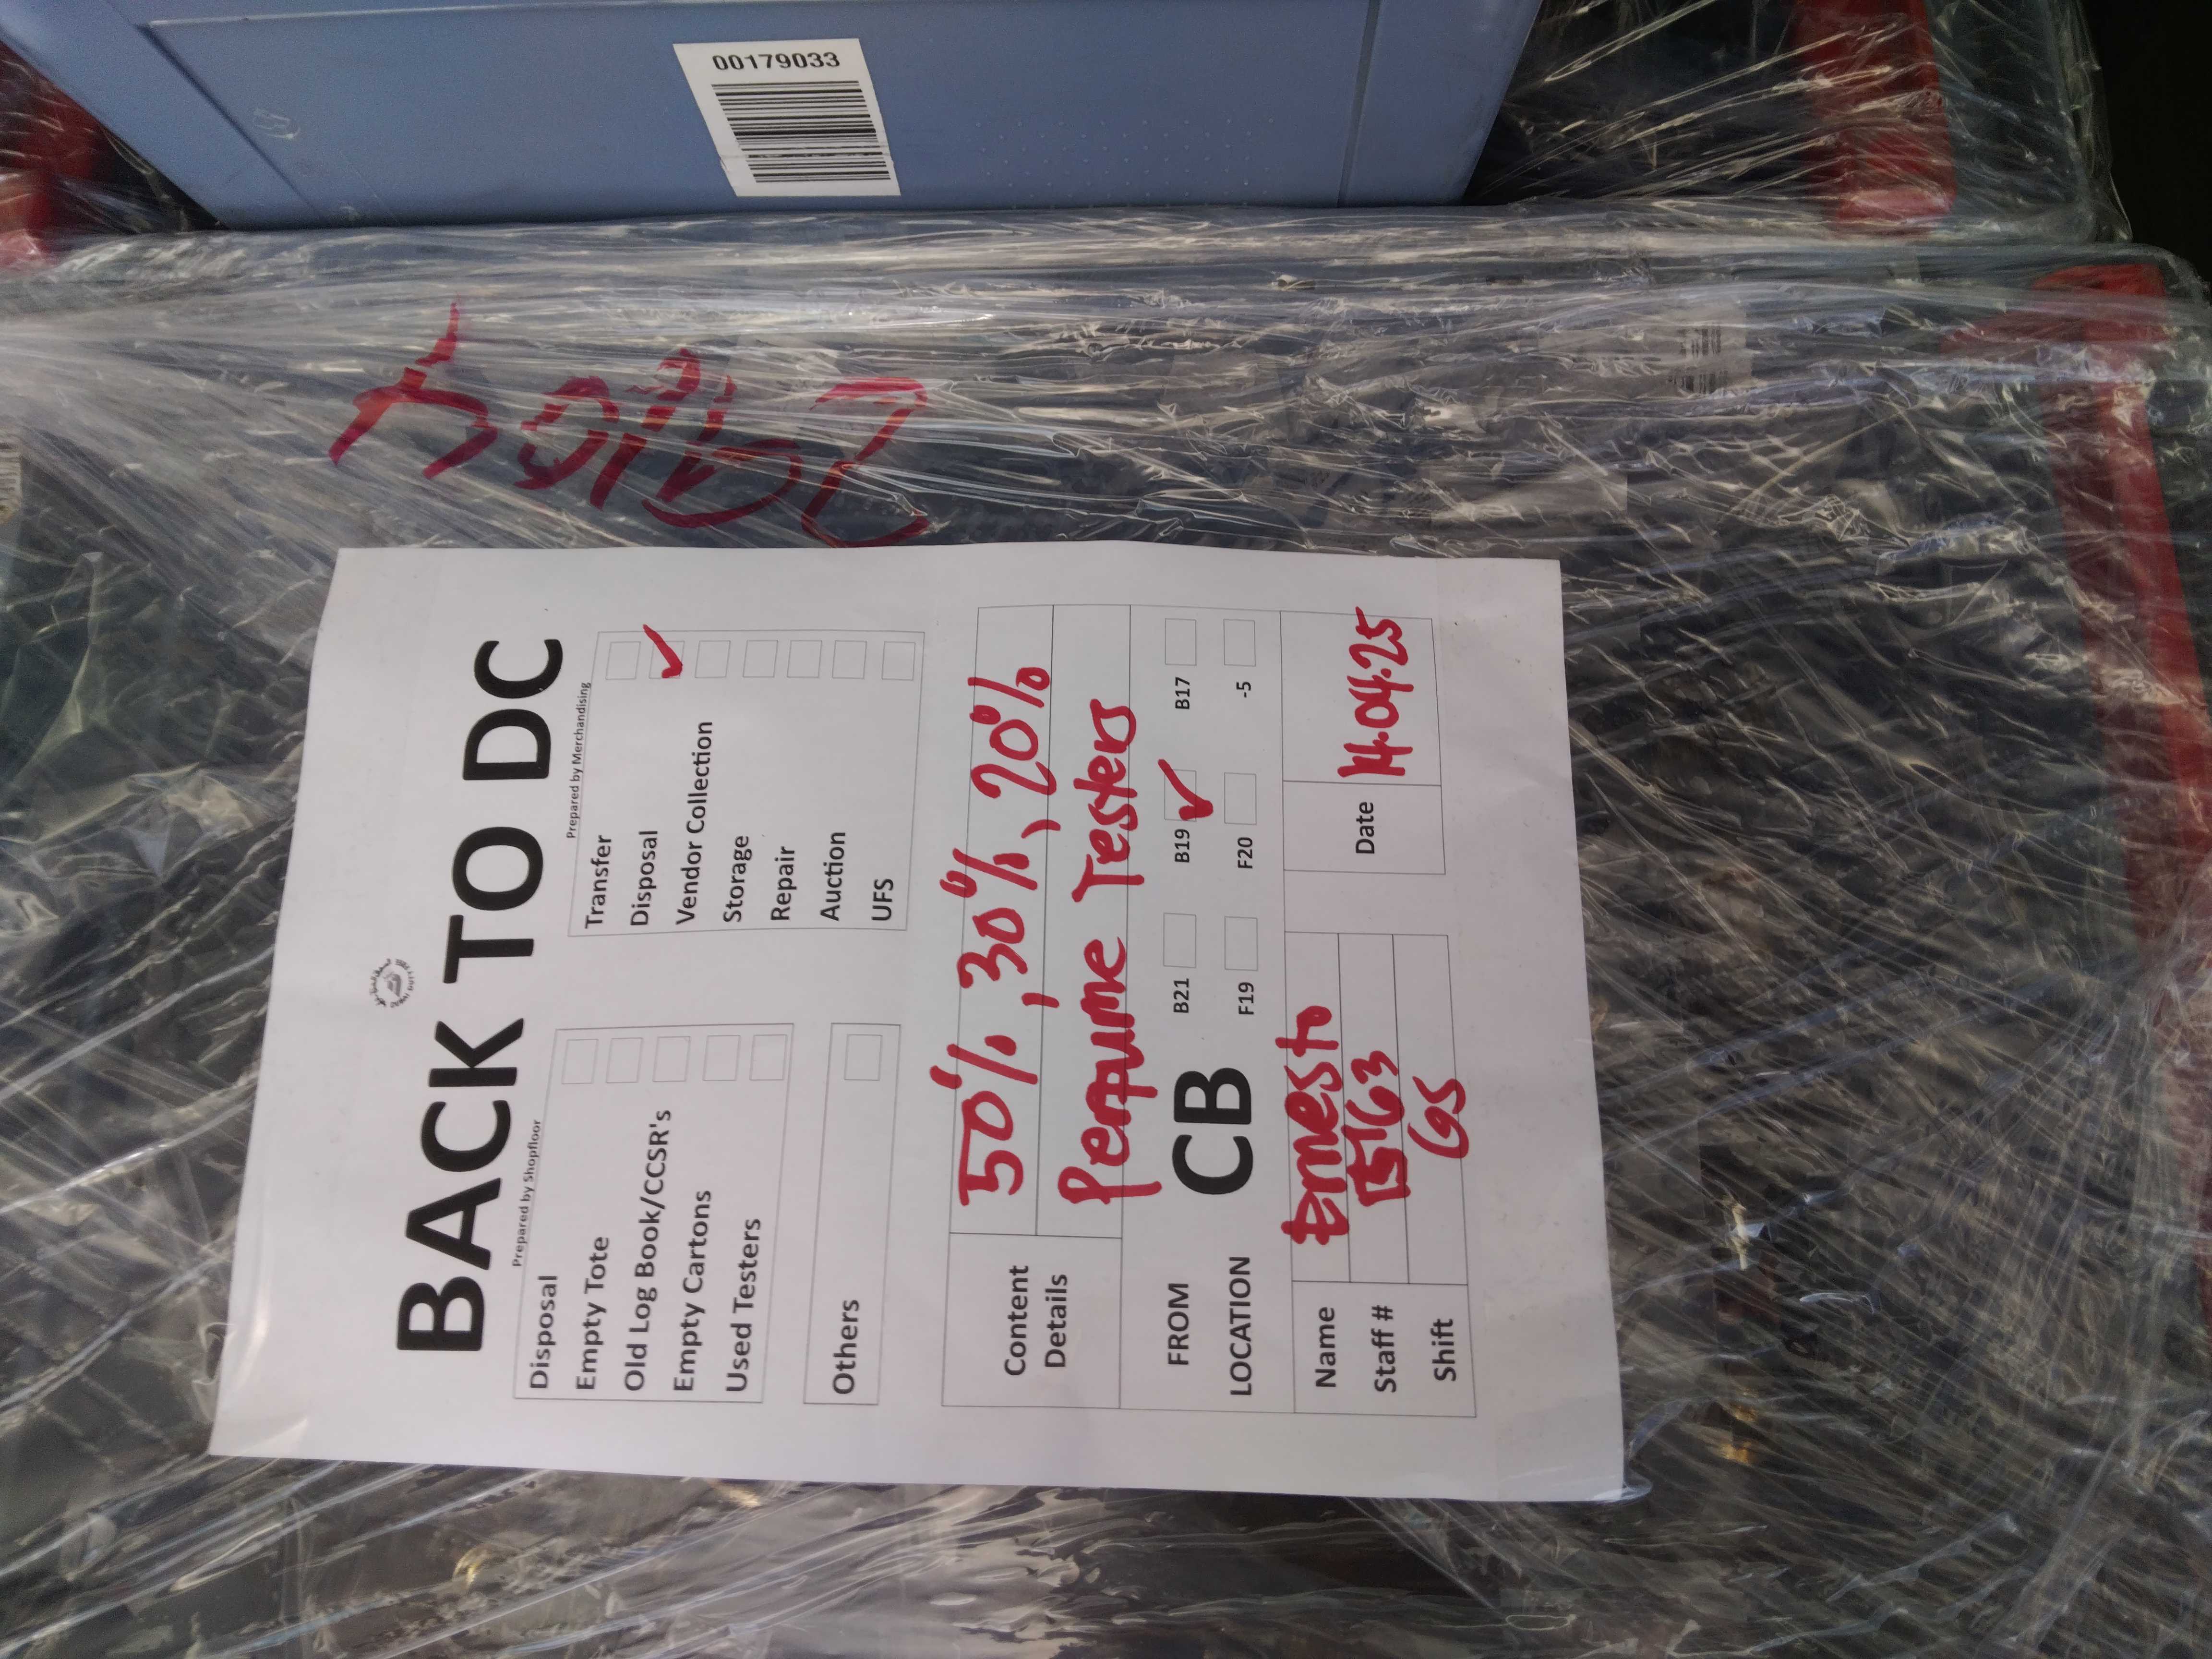 00179033
BACK TO DC
Prepared by Shopfloor
Disposal
Empty Tote
Old Log Book/CCSR's
Empty Cartons
Used Testers
Others
Prepared by Merchandising
Transfer
Disposal ✓
Vendor Collection
Storage
Repair
Auction
UFS
Content Details
50%, 30%, 20%
Perfume Testers
FROM LOCATION
CB
B21 B19 ✓ B17
F19 F20 -5
Name Ernesto
Staff # 15163
Shift GS
Date 14.04.25